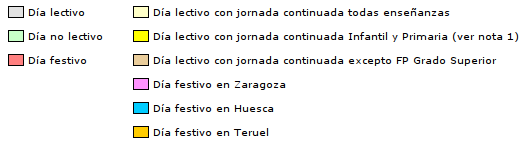 Día lectivo
Día lectivo con jornada continuada todas enseñanzas
Día no lectivo
Día lectivo con jornada continuada Infantil y Primaria (ver nota 1)
Día festivo
Día lectivo con jornada continuada excepto FP Grado Superior
Día festivo en Zaragoza
Día festivo en Huesca
Día festivo en Teruel